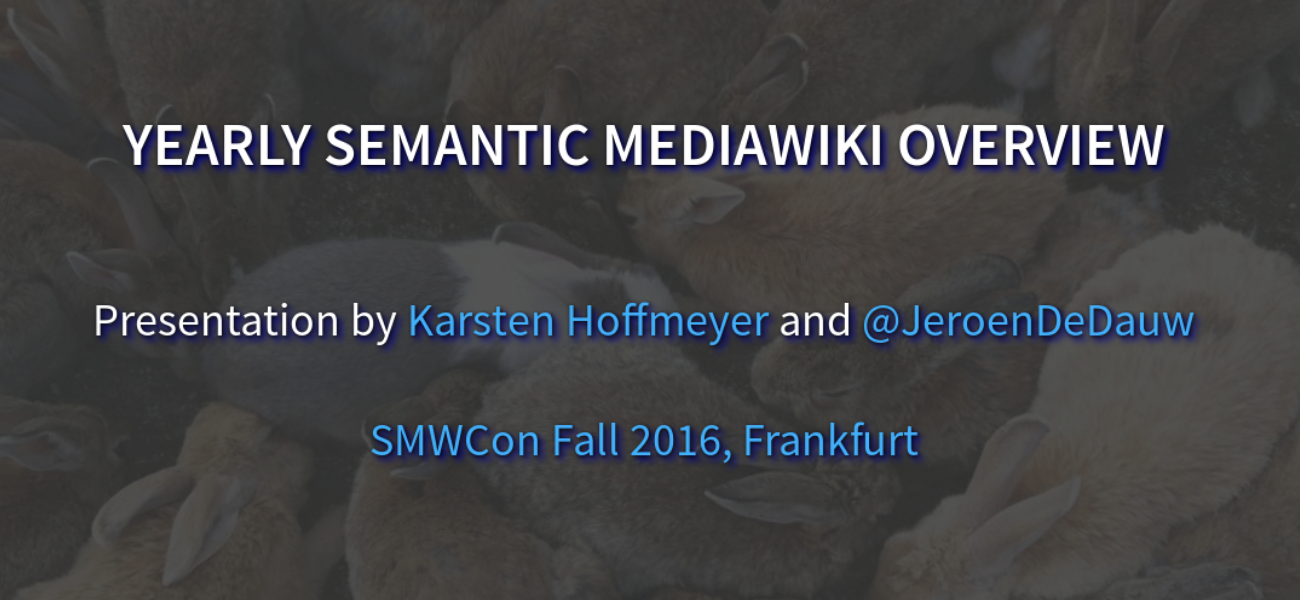 YEARLY SEMANTIC MEDIAWIKI OVERVIEW
Presentation by Karsten Hoffmeyer and @JeroenDeDauw
SMWCon Fall 2016, Frankfurt